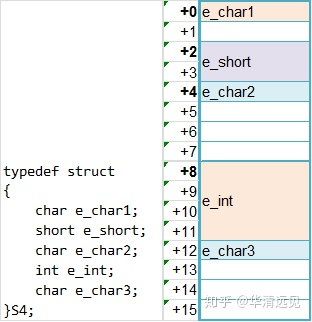 +0 e_char1
+1
+2
e_short
+3
+4 e_char2
+5
+6
+7
typedef struct +8
{ +9
e_int
char e_char1; +10
short e_short; +11
char e_char2; +12 e_char3
int e_int; +13
char e_char3; +14
}S4; +15
知乎 @华清远见